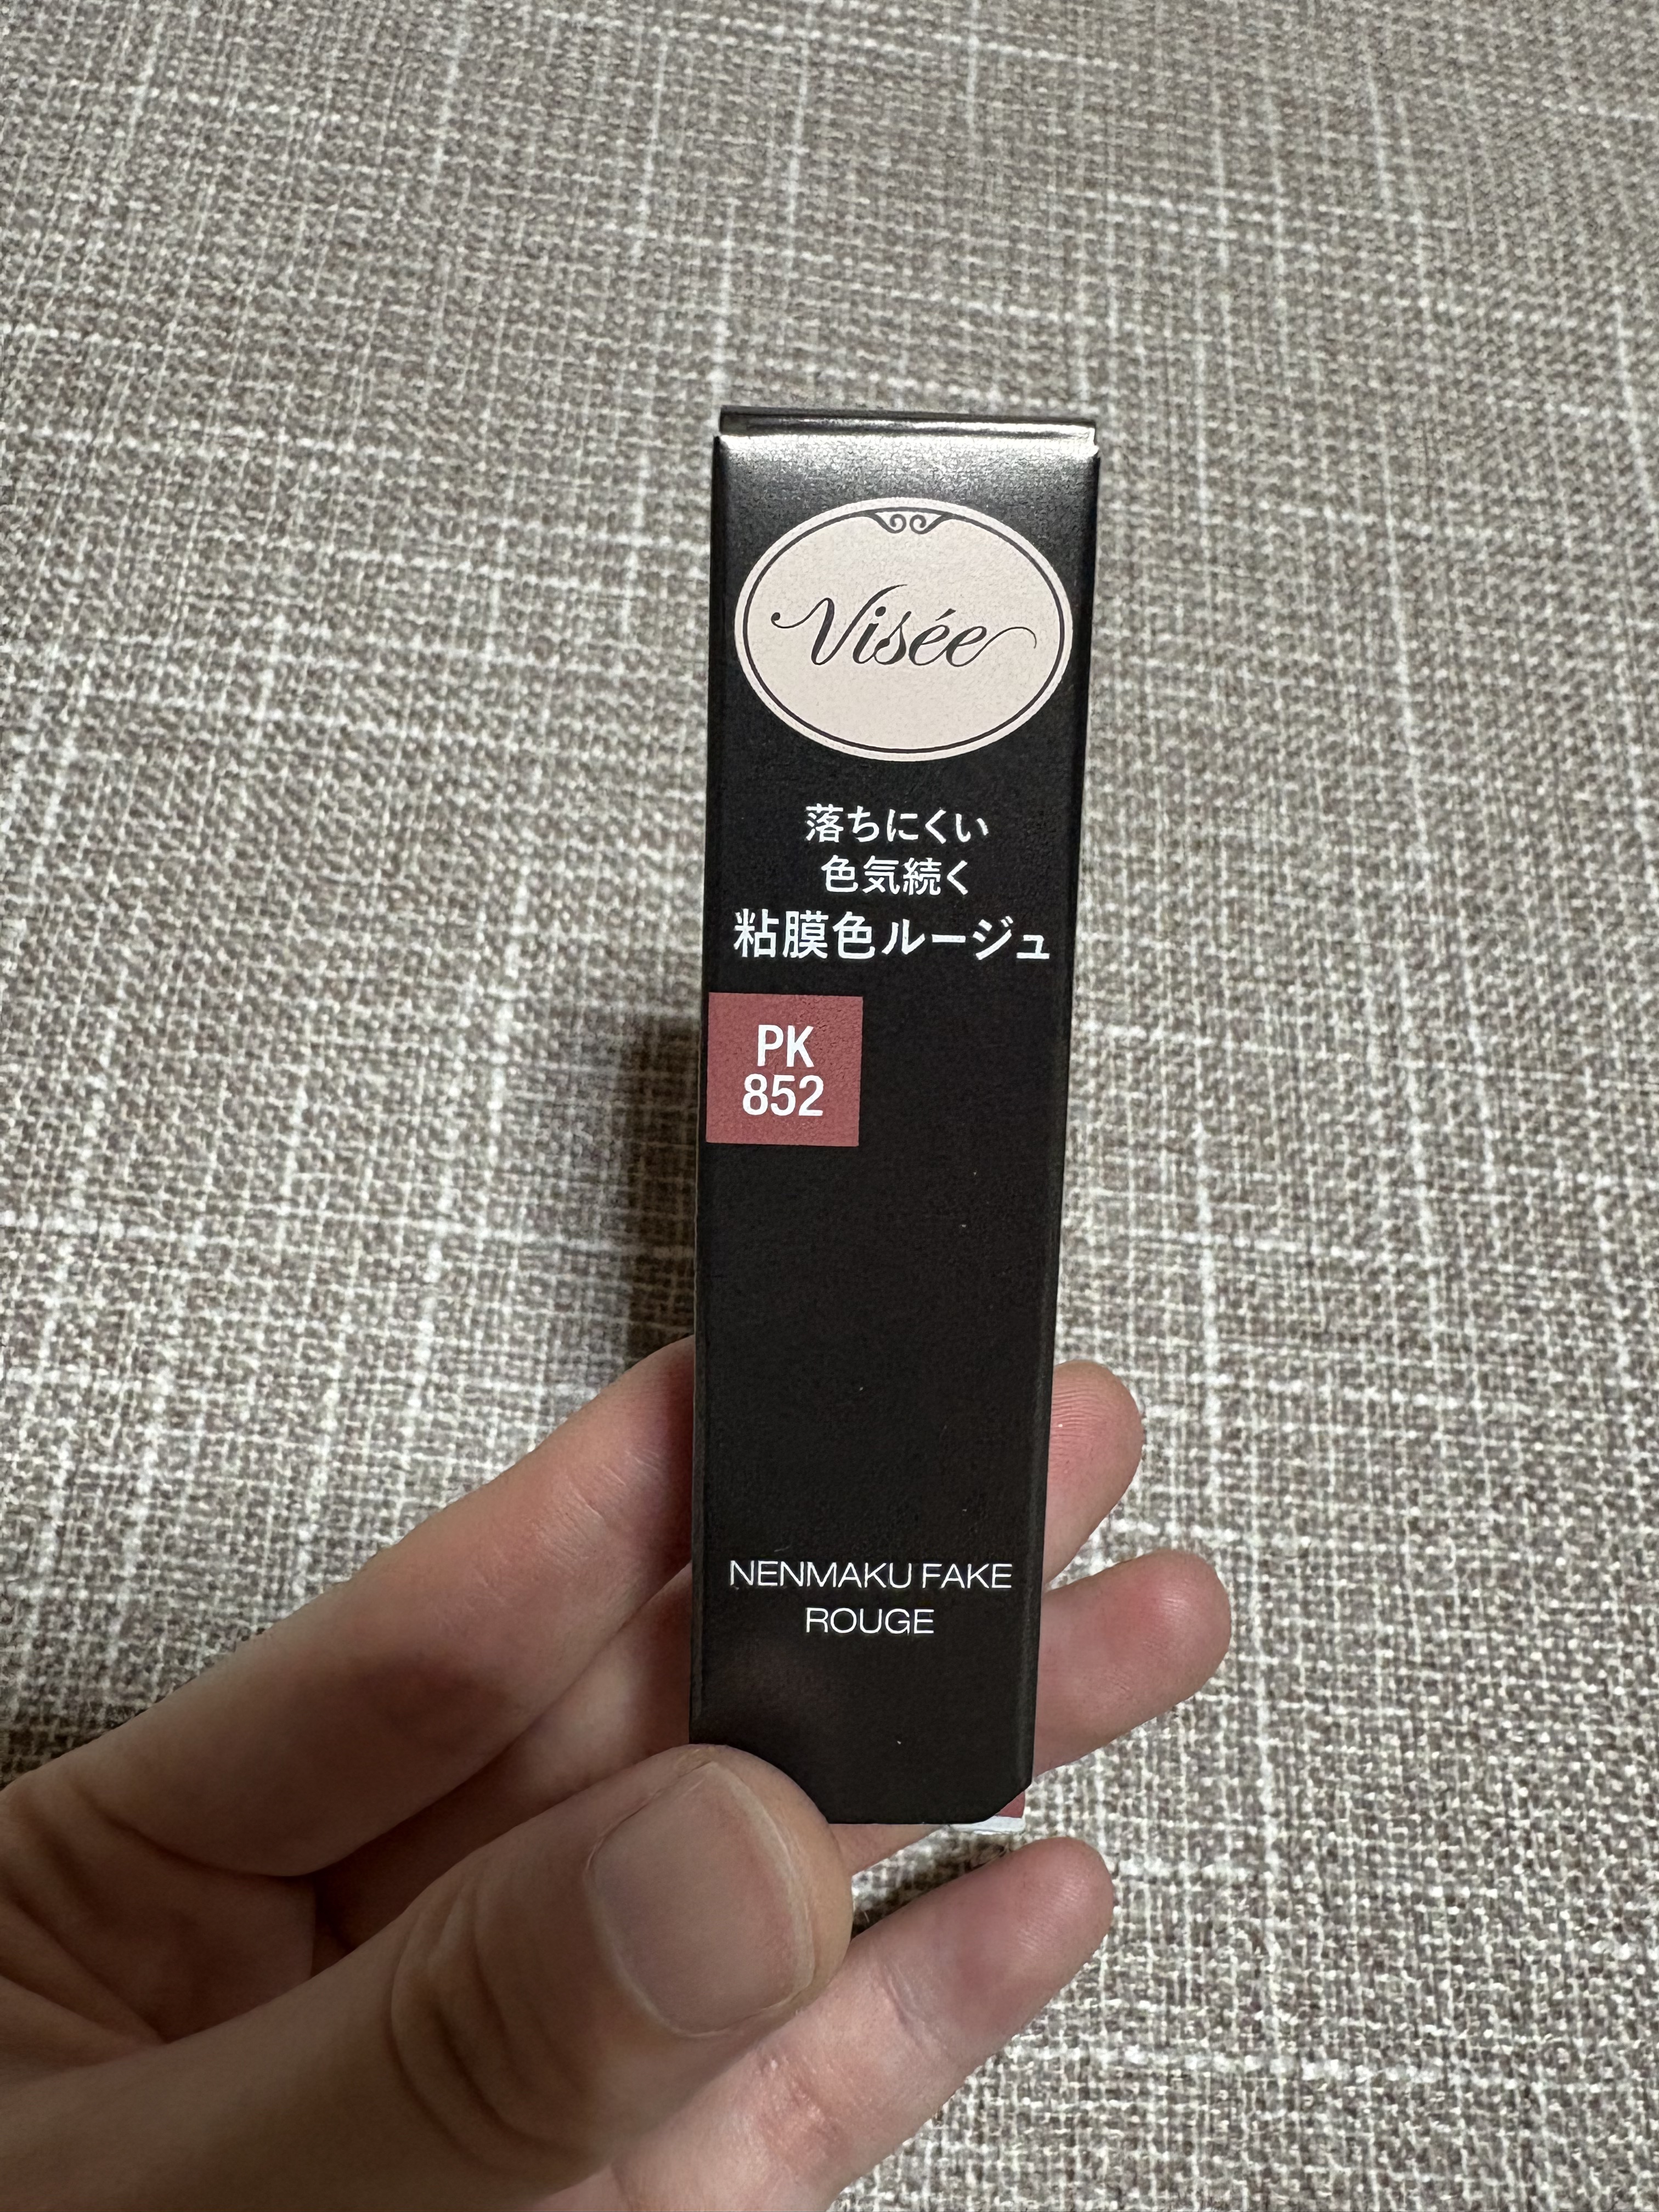 Visée
落ちにくい
色気続く
粘膜色ルージュ
PK
852
NENMAKU FAKE
ROUGE